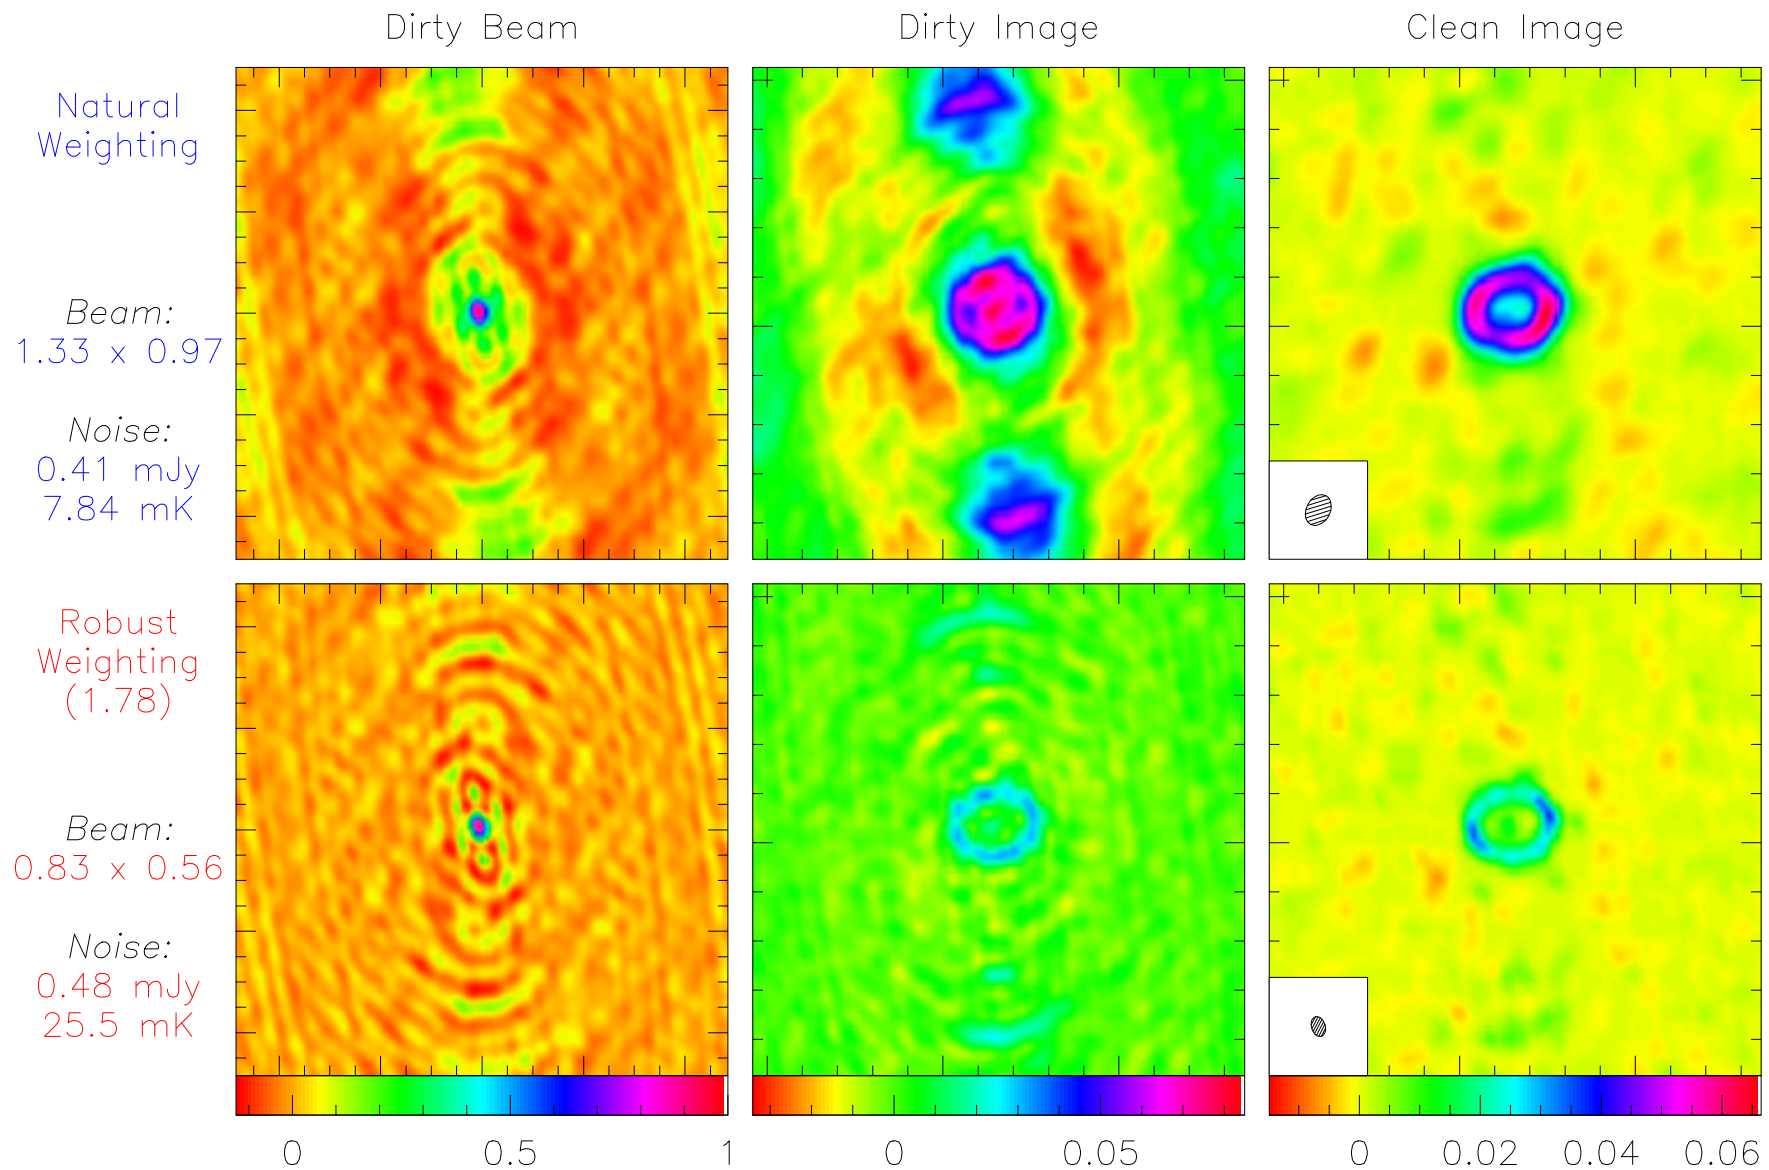 Dirty Beam
Dirty Image
Clean Image
Natural
Weighting
Beam:
1.33 x 0.97
Noise:
0.41 mJy
7.84 mK
Robust
Weighting
(1.78)
Beam:
0.83 x 0.56
Noise:
0.48 mJy
25.5 mK
0 0.5 1
0 0.05
0 0.02 0.04 0.06